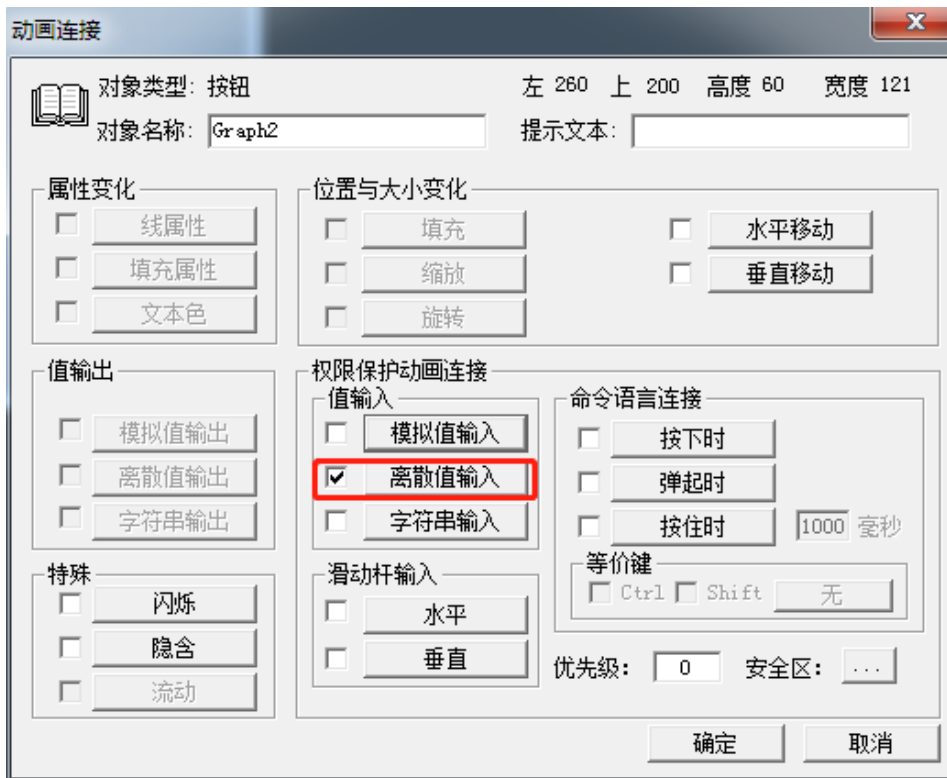 动画连接
对象类型: 按钮 左 260 上 200 高度 60 宽度 121
对象名称: Graph2 提示文本:
属性变化
线属性
填充属性
文本色
位置与大小变化
填充 水平移动
缩放 垂直移动
旋转
值输出
模拟值输出
离散值输出
字符串输出
权限保护动画连接
值输入
模拟值输入
离散值输入
字符串输入
命令语言连接
按下时
弹起时
按住时 1000 毫秒
等价键
Ctrl Shift 无
特殊
闪烁
隐含
流动
滑动杆输入
水平
垂直
优先级: 0 安全区: ...
确定 取消